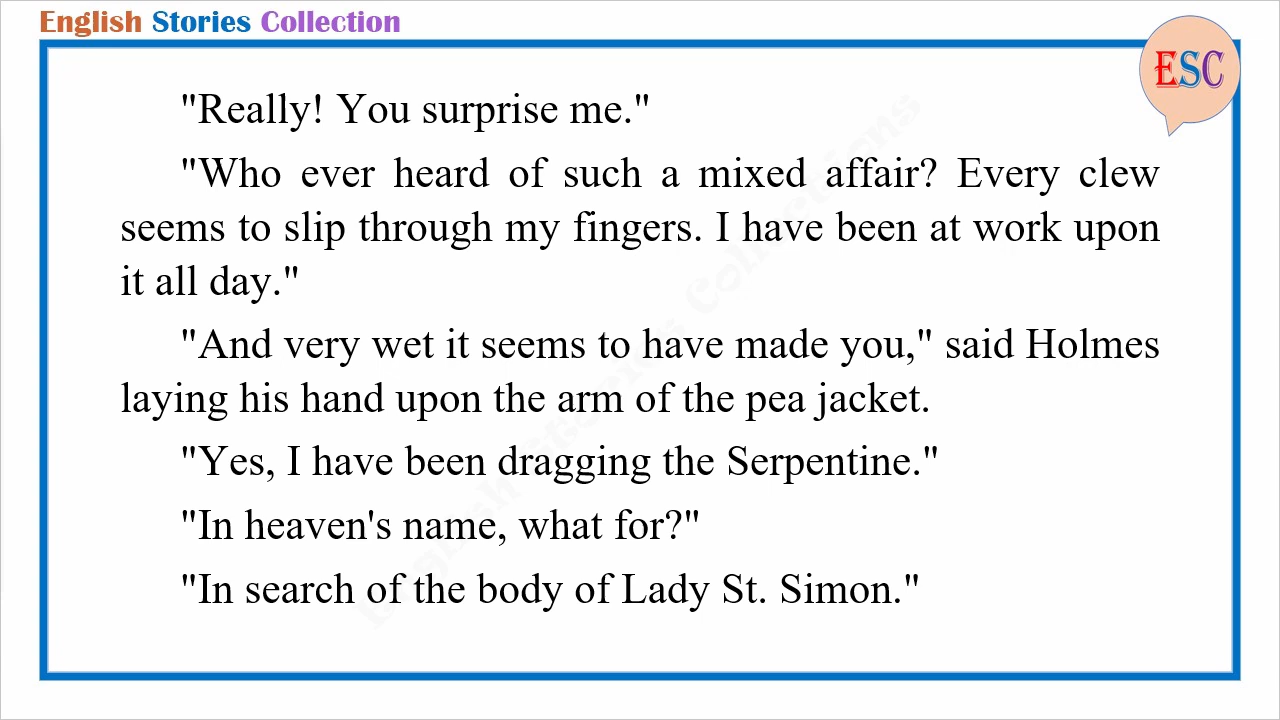 English Stories Collection
ESC
"Really! You surprise me."
"Who ever heard of such a mixed affair? Every clew
seems to slip through my fingers. I have been at work upon
it all day."
"And very wet it seems to have made you," said Holmes
laying his hand upon the arm of the pea jacket.
"Yes, I have been dragging the Serpentine."
"In heaven's name, what for?"
"In search of the body of Lady St. Simon."
English Stories Collections